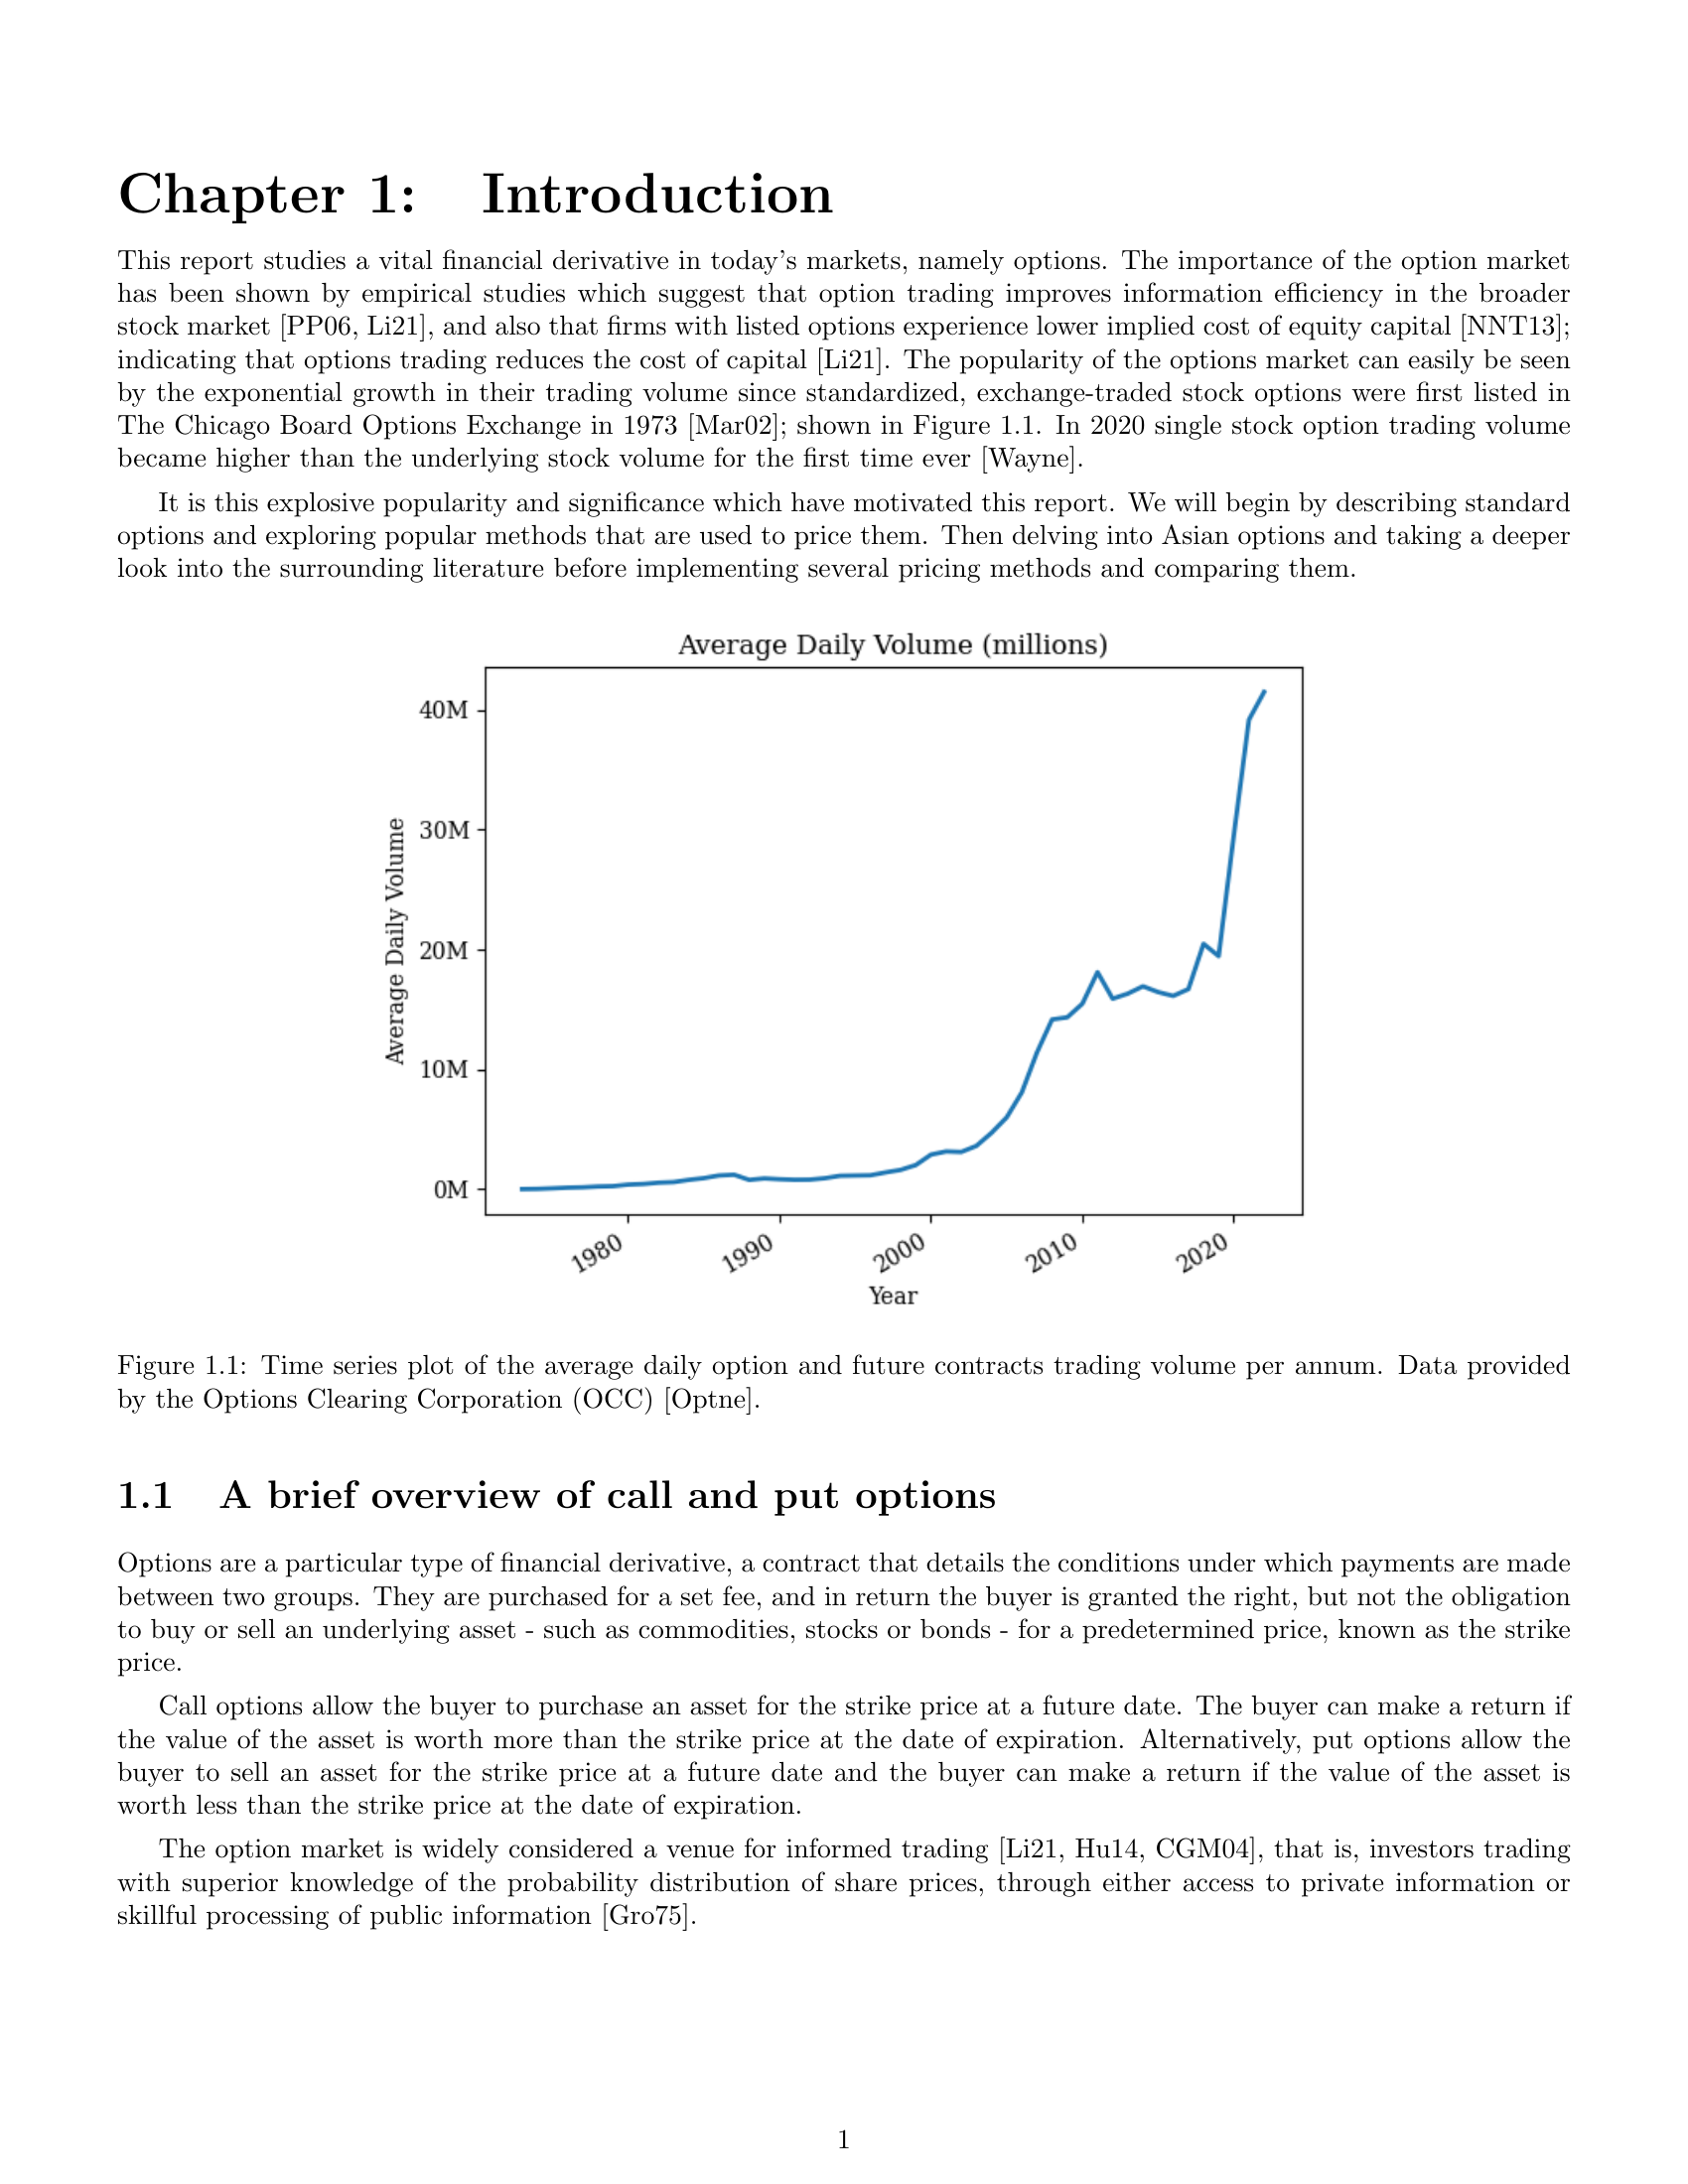 Chapter 1: Introduction
This report studies a vital financial derivative in today's markets, namely options. The importance of the option market
has been shown by empirical studies which suggest that option trading improves information efficiency in the broader
stock market [PP06, Li21], and also that firms with listed options experience lower implied cost of equity capital [NNT13];
indicating that options trading reduces the cost of capital [Li21]. The popularity of the options market can easily be seen
by the exponential growth in their trading volume since standardized, exchange-traded stock options were first listed in
The Chicago Board Options Exchange in 1973 [Mar02]; shown in Figure 1.1. In 2020 single stock option trading volume
became higher than the underlying stock volume for the first time ever [Wayne].
It is this explosive popularity and significance which have motivated this report. We will begin by describing standard
options and exploring popular methods that are used to price them. Then delving into Asian options and taking a deeper
look into the surrounding literature before implementing several pricing methods and comparing them.
Average Daily Volume (millions)
Average Daily Volume
40M
30M
20M
10M
0M
1980
1990
2000
2010
2020
Year
Figure 1.1: Time series plot of the average daily option and future contracts trading volume per annum. Data provided
by the Options Clearing Corporation (OCC) [Optne].
1.1 A brief overview of call and put options
Options are a particular type of financial derivative, a contract that details the conditions under which payments are made
between two groups. They are purchased for a set fee, and in return the buyer is granted the right, but not the obligation
to buy or sell an underlying asset - such as commodities, stocks or bonds - for a predetermined price, known as the strike
price.
Call options allow the buyer to purchase an asset for the strike price at a future date. The buyer can make a return if
the value of the asset is worth more than the strike price at the date of expiration. Alternatively, put options allow the
buyer to sell an asset for the strike price at a future date and the buyer can make a return if the value of the asset is
worth less than the strike price at the date of expiration.
The option market is widely considered a venue for informed trading [Li21, Hu14, CGM04], that is, investors trading
with superior knowledge of the probability distribution of share prices, through either access to private information or
skillful processing of public information [Gro75].
1